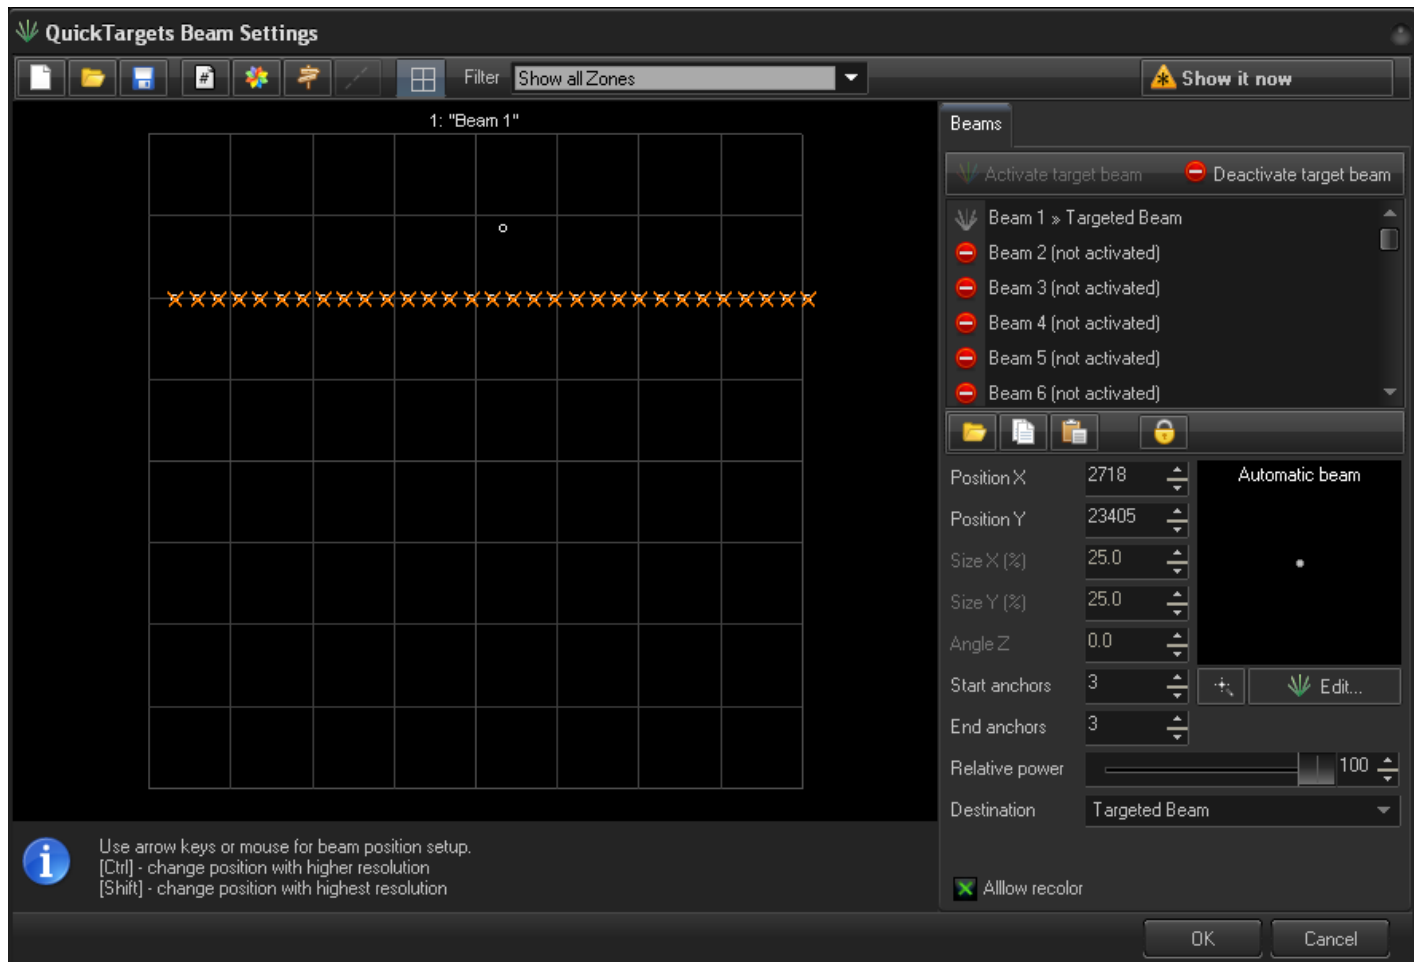 QuickTargets Beam Settings
# Filter Show all Zones Show it now
1: "Beam 1"
Beams
Activate target beam Deactivate target beam
Beam 1 » Targeted Beam
Beam 2 (not activated)
Beam 3 (not activated)
Beam 4 (not activated)
Beam 5 (not activated)
Beam 6 (not activated)
Position X 2718
Automatic beam
Position Y 23405
Size X (%) 25.0
Size Y (%) 25.0
Angle Z 0.0
Start anchors 3
Edit...
End anchors 3
Relative power 100
Destination Targeted Beam
Alllow recolor
Use arrow keys or mouse for beam position setup.
[Ctrl] - change position with higher resolution
[Shift] - change position with highest resolution
OK Cancel